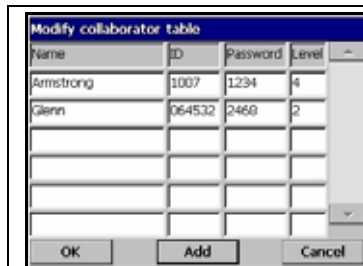 Modify collaborator table
Name ID Password Level
Armstrong 1007 1234 4
Glenn 064532 2468 2
OK Add Cancel